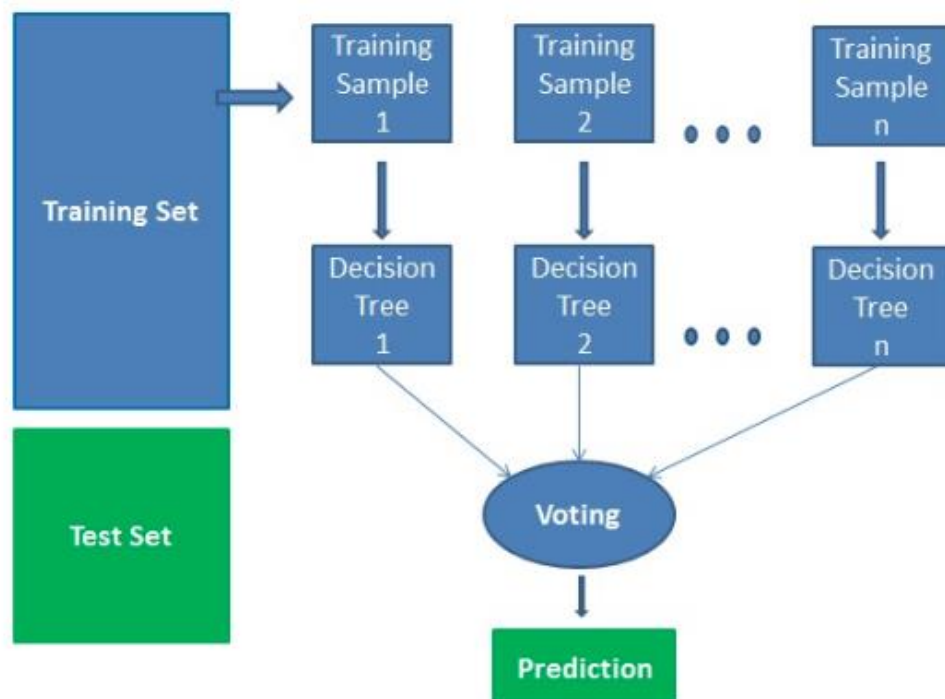 Training
Sample
1
Training
Sample
2
Training
Sample
n
Training Set
Decision
Tree
1
Decision
Tree
2
Decision
Tree
n
Test Set
Voting
Prediction